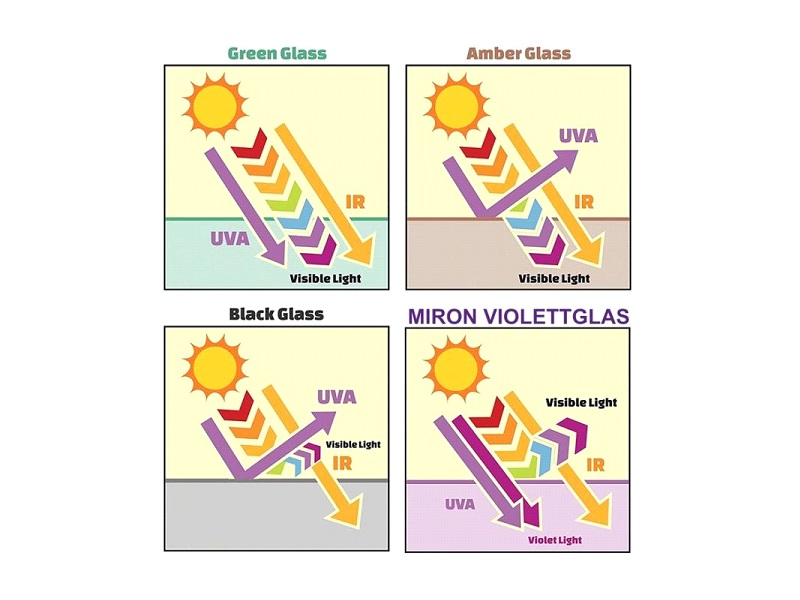 Green Glass
UVA
IR
Visible Light
Amber Glass
UVA
IR
Visible Light
Black Glass
UVA
Visible Light
IR
MIRON VIOLETTGLAS
Visible Light
IR
UVA
Violet Light